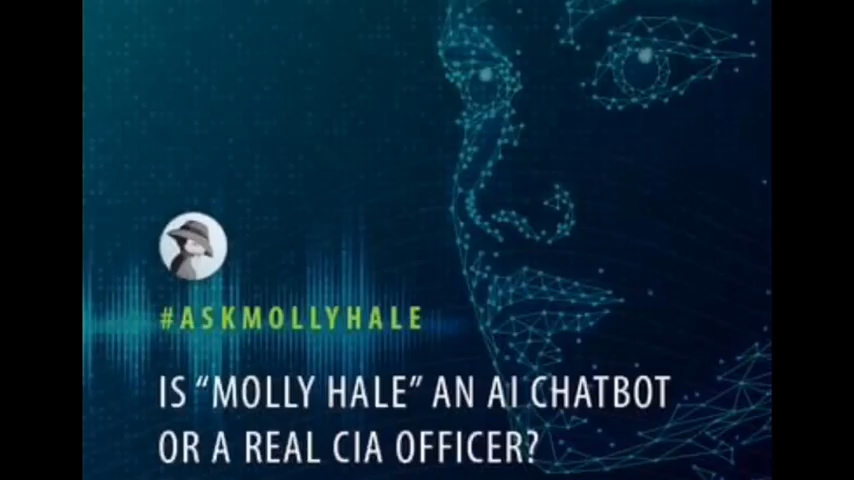 #ASKMOLLYHALE
IS “MOLLY HALE” AN AI CHATBOT
OR A REAL CIA OFFICER?